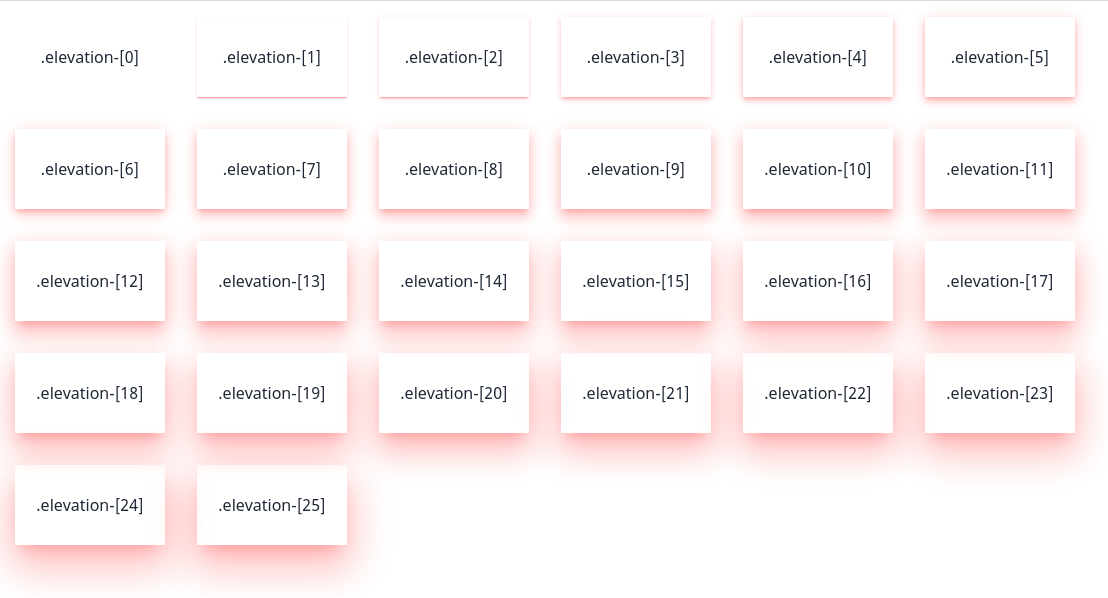 .elevation-[0] .elevation-[1] .elevation-[2] .elevation-[3] .elevation-[4] .elevation-[5]
.elevation-[6] .elevation-[7] .elevation-[8] .elevation-[9] .elevation-[10] .elevation-[11]
.elevation-[12] .elevation-[13] .elevation-[14] .elevation-[15] .elevation-[16] .elevation-[17]
.elevation-[18] .elevation-[19] .elevation-[20] .elevation-[21] .elevation-[22] .elevation-[23]
.elevation-[24] .elevation-[25]